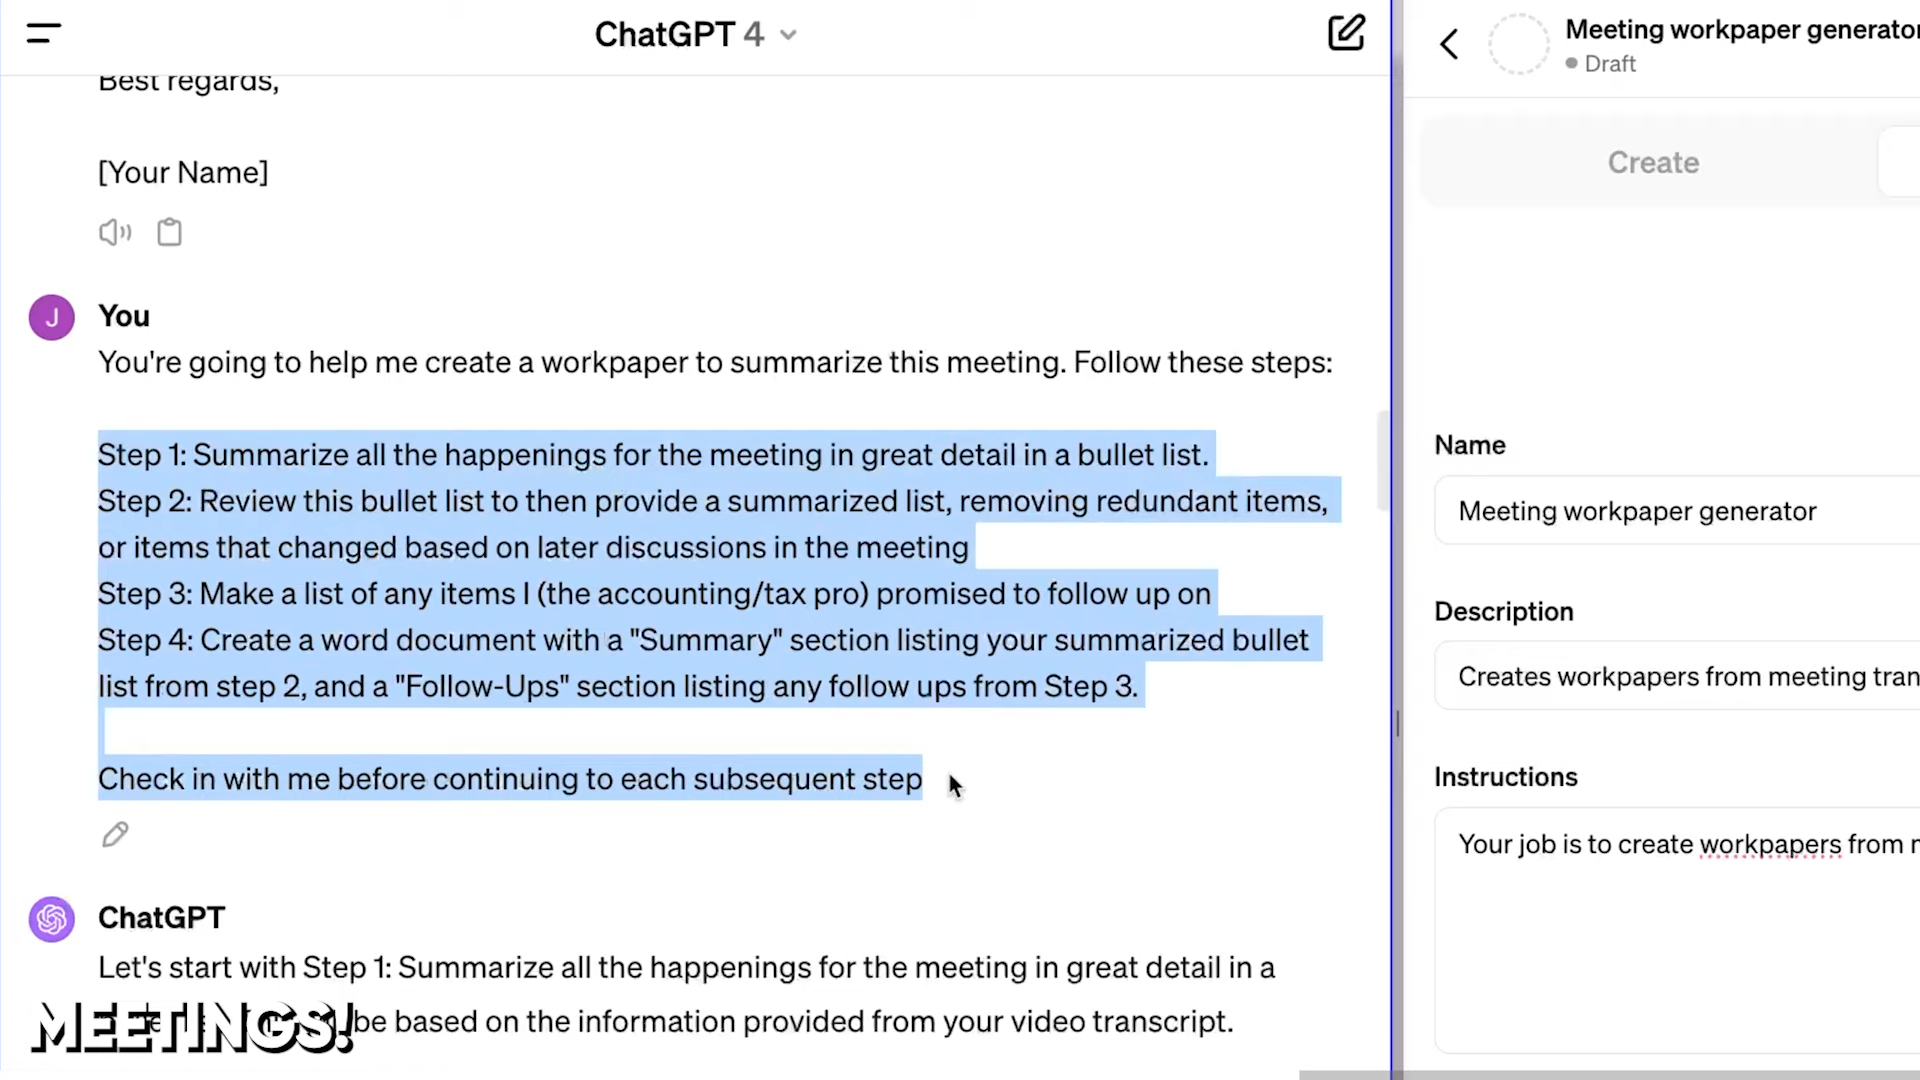 ChatGPT 4
Best regards,
[Your Name]
J
You
You're going to help me create a workpaper to summarize this meeting. Follow these steps:
Step 1: Summarize all the happenings for the meeting in great detail in a bullet list.
Step 2: Review this bullet list to then provide a summarized list, removing redundant items,
or items that changed based on later discussions in the meeting
Step 3: Make a list of any items I (the accounting/tax pro) promised to follow up on
Step 4: Create a word document with a "Summary" section listing your summarized bullet
list from step 2, and a "Follow-Ups" section listing any follow ups from Step 3.
Check in with me before continuing to each subsequent step
ChatGPT
Let's start with Step 1: Summarize all the happenings for the meeting in great detail in a
be based on the information provided from your video transcript.
MEETINGS!
Meeting workpaper generator
Draft
Create
Name
Meeting workpaper generator
Description
Creates workpapers from meeting tran
Instructions
Your job is to create workpapers from